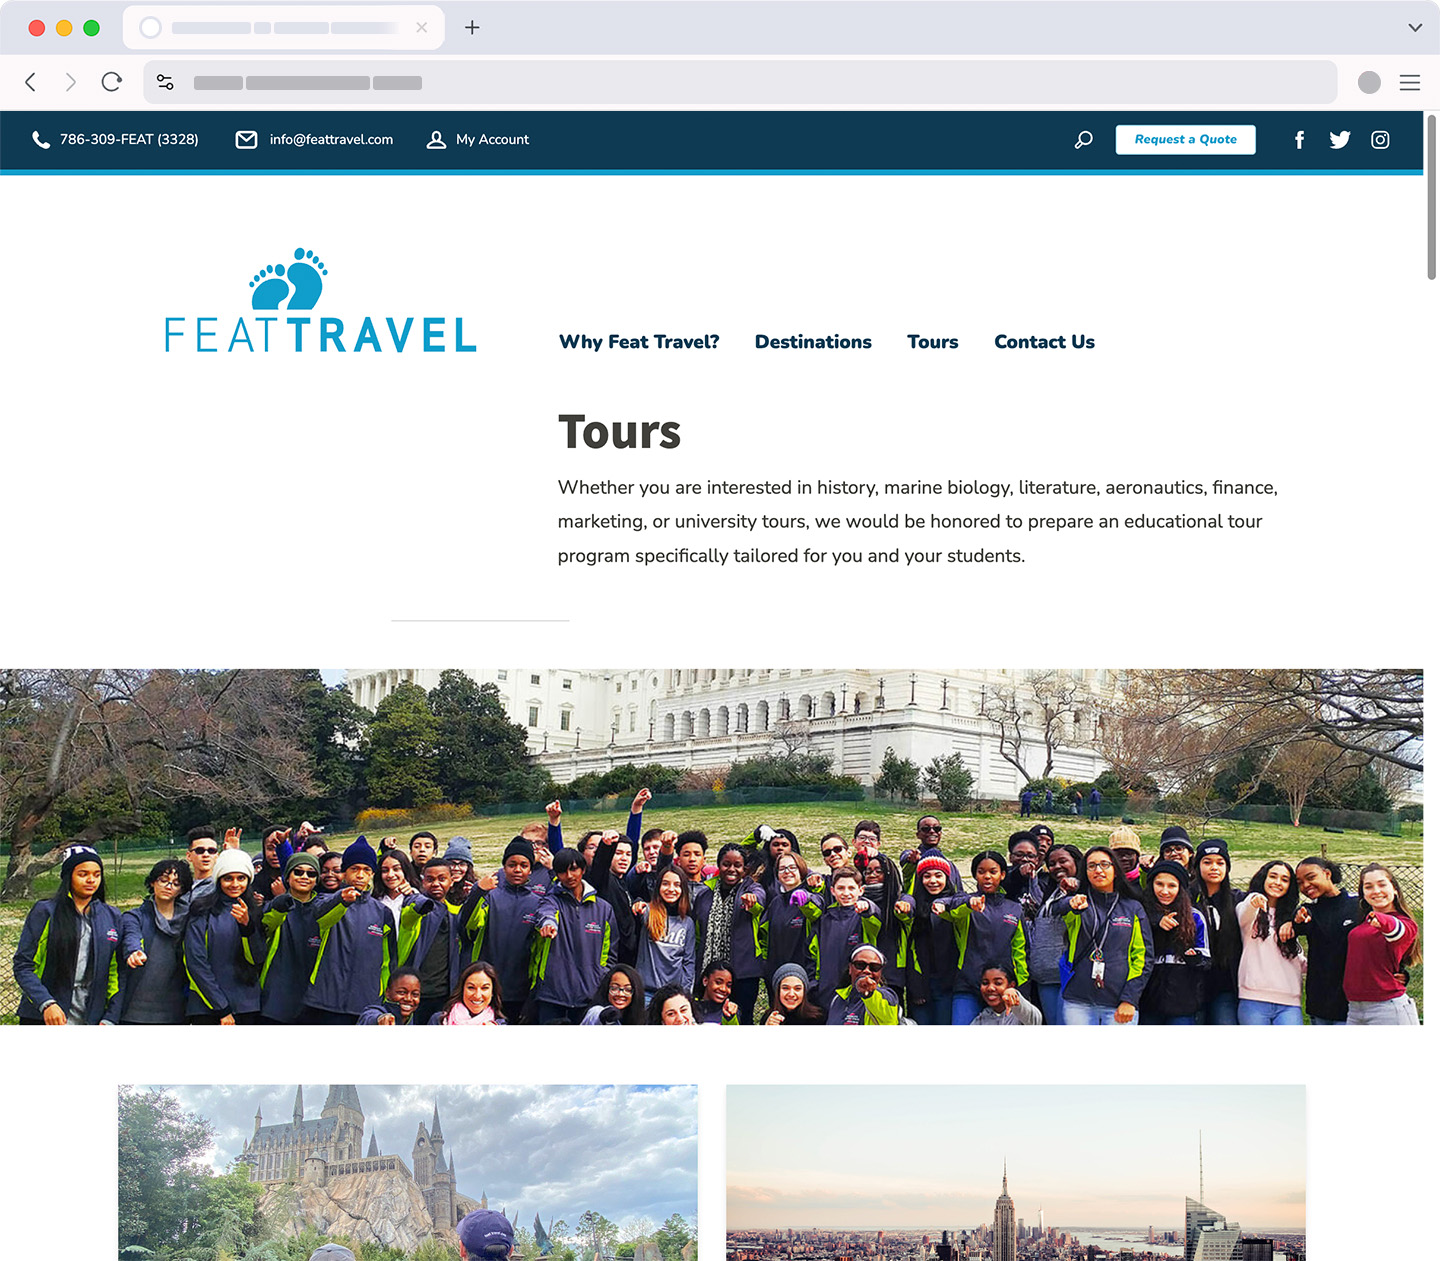 786-309-FEAT (3328)
info@feattravel.com
My Account
Request a Quote
FEATTRAVEL
Why Feat Travel?
Destinations
Tours
Contact Us
Tours
Whether you are interested in history, marine biology, literature, aeronautics, finance,
marketing, or university tours, we would be honored to prepare an educational tour
program specifically tailored for you and your students.